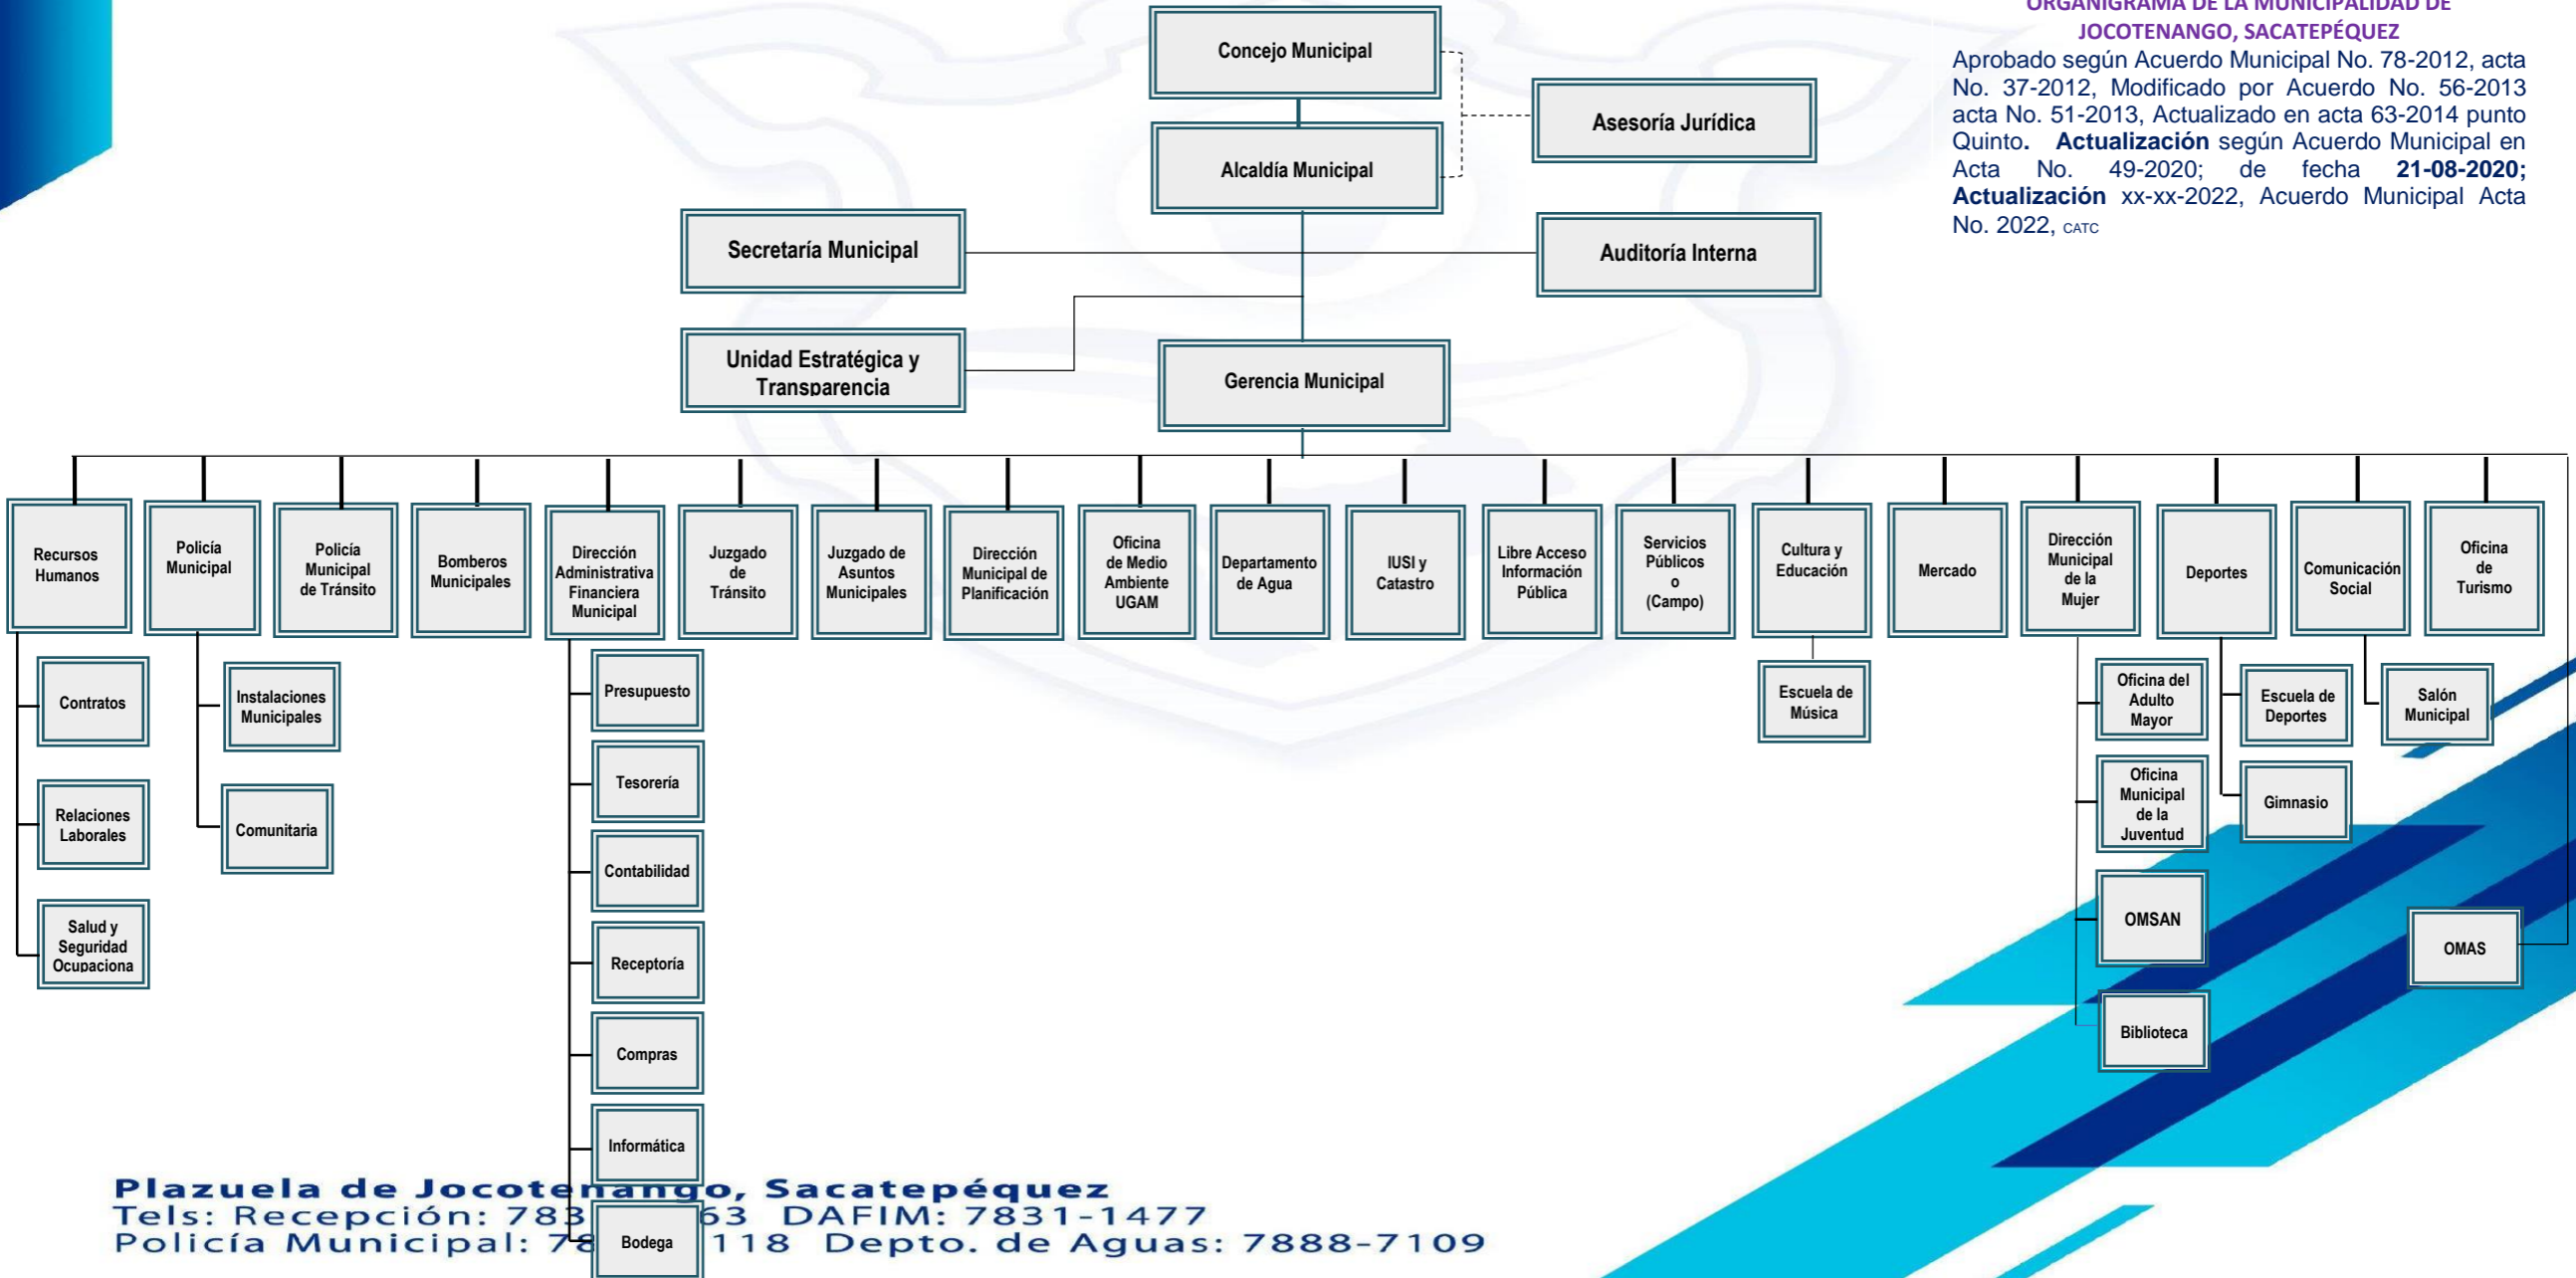 ORGANIGRAMA DE LA MUNICIPALIDAD DE
JOCOTENANGO, SACATEPÉQUEZ
Aprobado según Acuerdo Municipal No. 78-2012, acta
No. 37-2012, Modificado por Acuerdo No. 56-2013
acta No. 51-2013, Actualizado en acta 63-2014 punto
Quinto. Actualización según Acuerdo Municipal en
Acta No. 49-2020; de fecha 21-08-2020;
Actualización xx-xx-2022, Acuerdo Municipal Acta
No. 2022, CATC
Concejo Municipal
Asesoría Jurídica
Alcaldía Municipal
Secretaría Municipal
Auditoría Interna
Unidad Estratégica y
Transparencia
Gerencia Municipal
Recursos
Humanos
Policía
Municipal
Policía
Municipal
de Tránsito
Bomberos
Municipales
Dirección
Administrativa
Financiera
Municipal
Juzgado
de
Tránsito
Juzgado de
Asuntos
Municipales
Dirección
Municipal de
Planificación
Oficina
de Medio
Ambiente
UGAM
Departamento
de Agua
IUSI y
Catastro
Libre Acceso
Información
Pública
Servicios
Públicos
o
(Campo)
Cultura y
Educación
Mercado
Dirección
Municipal
de la
Mujer
Deportes
Comunicación
Social
Oficina
de
Turismo
Contratos
Relaciones
Laborales
Salud y
Seguridad
Ocupaciona
Instalaciones
Municipales
Comunitaria
Presupuesto
Tesorería
Contabilidad
Receptoría
Compras
Informática
Bodega
Escuela de
Música
Oficina del
Adulto
Mayor
Oficina
Municipal
de la
Juventud
OMSAN
Biblioteca
Escuela de
Deportes
Gimnasio
Salón
Municipal
OMAS
Plazuela de Jocotenango, Sacatepéquez
Tels: Recepción: 783 63 DAFIM: 7831-1477
Policía Municipal: 78 118 Depto. de Aguas: 7888-7109